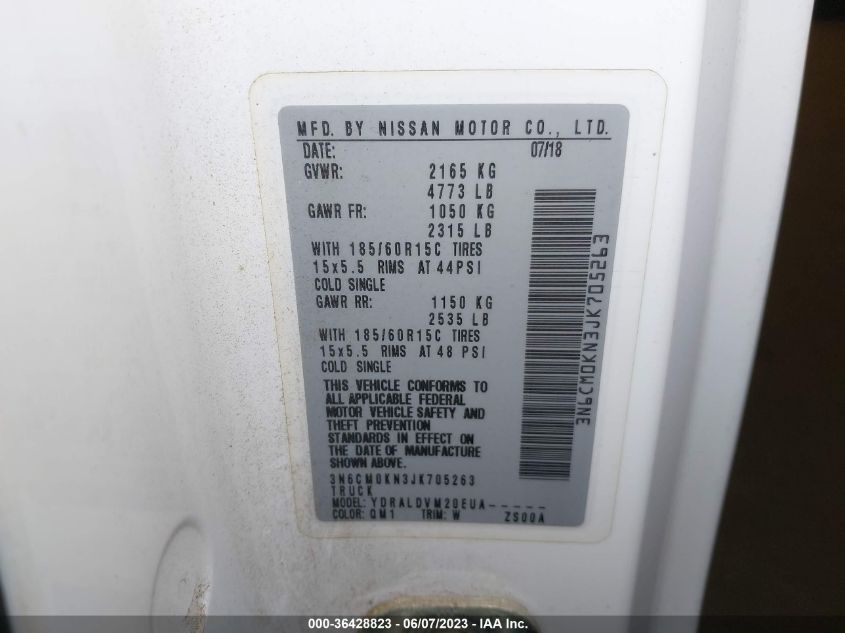 MFD. BY NISSAN MOTOR CO., LTD.
DATE: 07/18
GVWR: 2165 KG
4773 LB
GAWR FR: 1050 KG
2315 LB
WITH 185/60R15C TIRES
15x5.5 RIMS AT 44PSI
COLD SINGLE
GAWR RR: 1150 KG
2535 LB
WITH 185/60R15C TIRES
15x5.5 RIMS AT 48 PSI
COLD SINGLE
THIS VEHICLE CONFORMS TO
ALL APPLICABLE FEDERAL
MOTOR VEHICLE SAFETY AND
THEFT PREVENTION
STANDARDS IN EFFECT ON
THE DATE OF MANUFACTURE
SHOWN ABOVE.
3N6CM0KN3JK705263
TRUCK
MODEL: YDRALDVM20EUA-----
COLOR: QM1 TRIM: W ZS00A
3N6CM0KN3JK705263
000-36428823 - 06/07/2023 - IAA Inc.